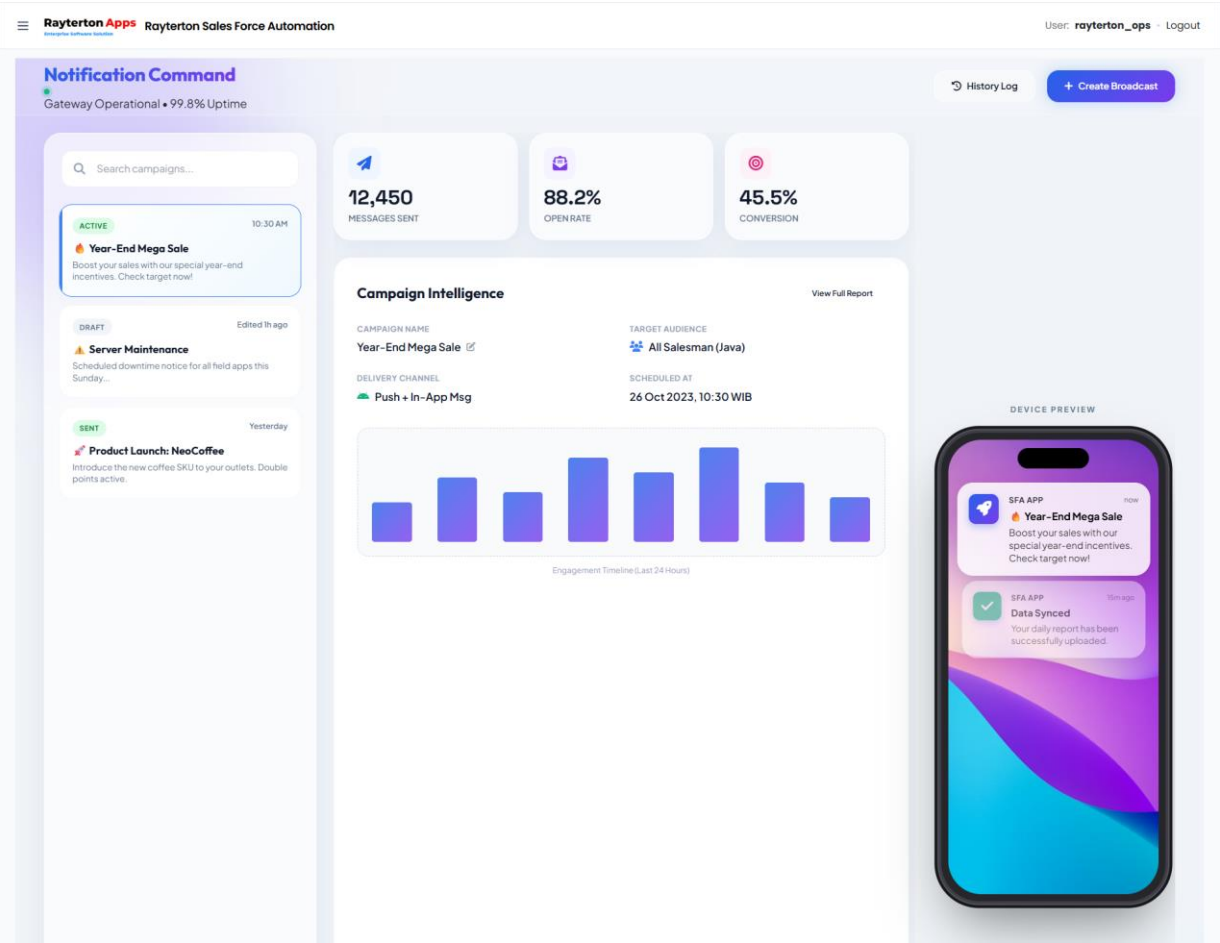 Rayterton Apps
Enterprise Software Solution
Rayterton Sales Force Automation
User: rayterton_ops - Logout
Notification Command
Gateway Operational • 99.8% Uptime
History Log
+ Create Broadcast
Search campaigns...
ACTIVE
10:30 AM
🔥 Year-End Mega Sale
Boost your sales with our special year-end
incentives. Check target now!
DRAFT
Edited 1h ago
⚠️ Server Maintenance
Scheduled downtime notice for all field apps this
Sunday...
SENT
Yesterday
🚀 Product Launch: NeoCoffee
Introduce the new coffee SKU to your outlets. Double
points active.
12,450
MESSAGES SENT
88.2%
OPEN RATE
45.5%
CONVERSION
Campaign Intelligence
View Full Report
CAMPAIGN NAME
Year-End Mega Sale
TARGET AUDIENCE
All Salesman (Java)
DELIVERY CHANNEL
Push + In-App Msg
SCHEDULED AT
26 Oct 2023, 10:30 WIB
Engagement Timeline (Last 24 Hours)
DEVICE PREVIEW
SFA APP
now
🔥 Year-End Mega Sale
Boost your sales with our
special year-end incentives.
Check target now!
SFA APP
15m ago
Data Synced
Your daily report has been
successfully uploaded.